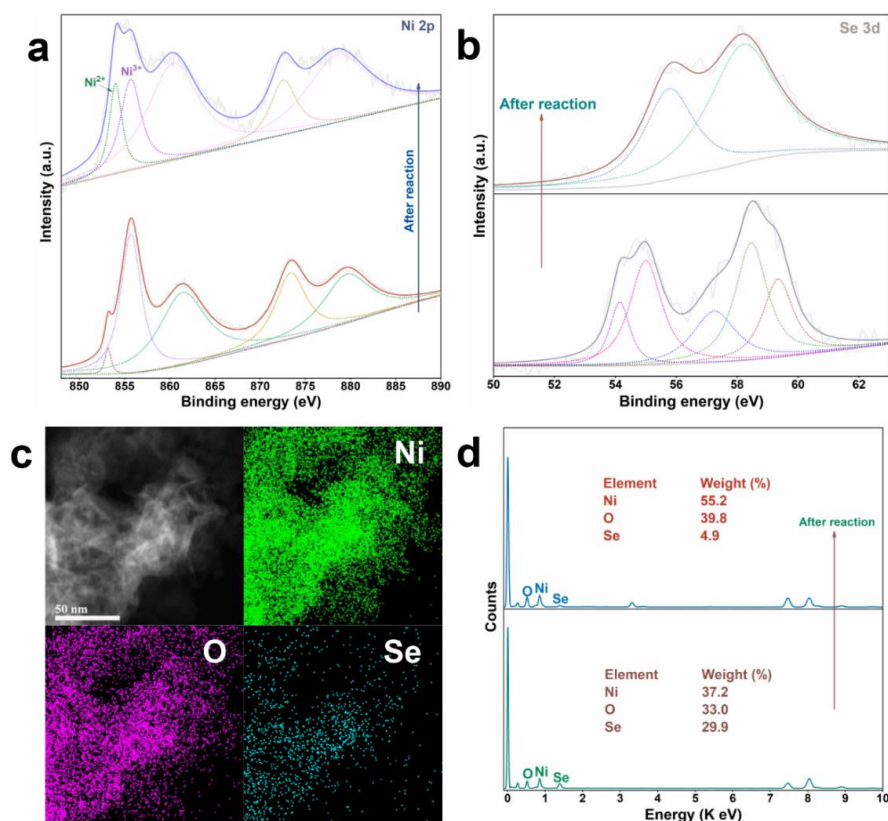 a
Ni 2p
Ni2+
Ni3+
After reaction
Intensity (a.u.)
850 855 860 865 870 875 880 885 890
Binding energy (eV)
b
Se 3d
After reaction
Intensity (a.u.)
50 52 54 56 58 60 62
Binding energy (eV)
c
Ni
50 nm
O
Se
d
Element Weight (%)
Ni 55.2
O 39.8
Se 4.9
After reaction
O Ni Se
Counts
Element Weight (%)
Ni 37.2
O 33.0
Se 29.9
O Ni Se
0 1 2 3 4 5 6 7 8 9 10
Energy (K eV)